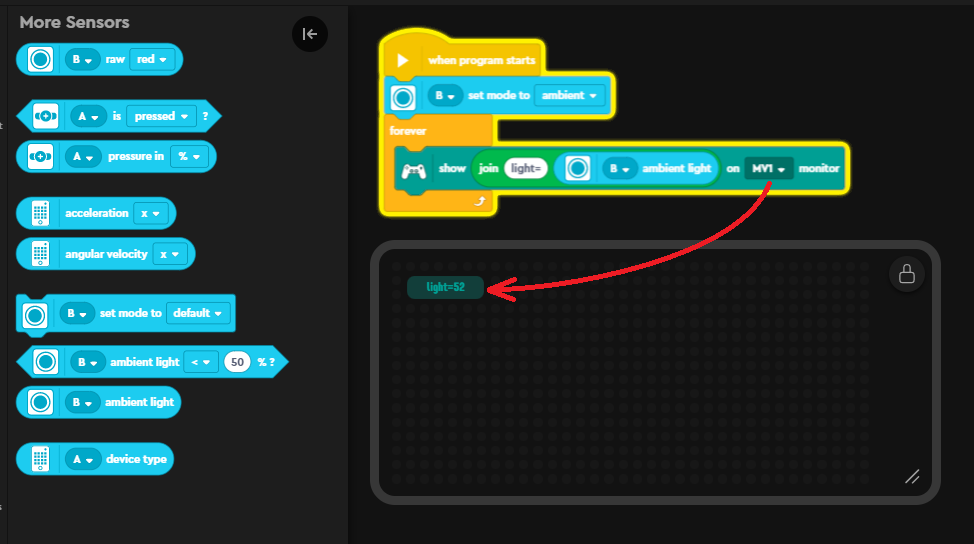 More Sensors
B raw red
A is pressed ?
A pressure in %
acceleration x
angular velocity x
B set mode to default
B ambient light < 50 % ?
B ambient light
A device type
when program starts
B set mode to ambient
forever
show join light= B ambient light on MV1 monitor
light=52